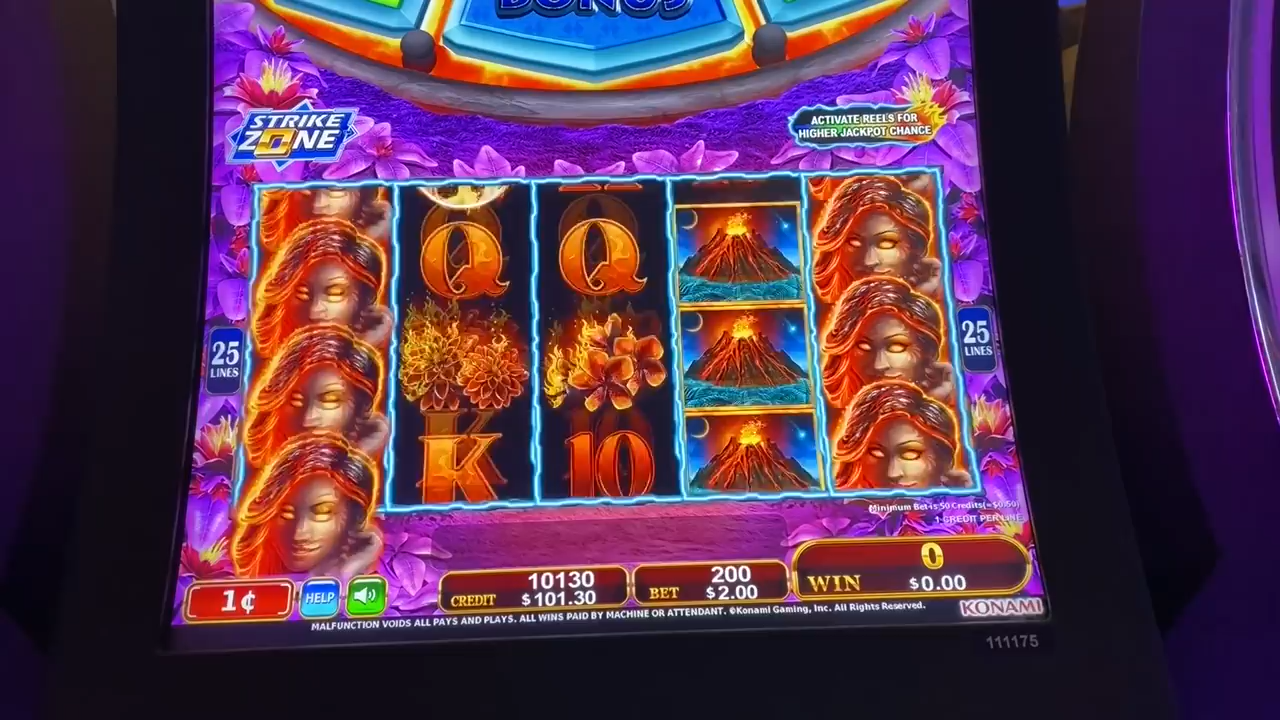 BONUS
STRIKE
ZONE
ACTIVATE REELS FOR
HIGHER JACKPOT CHANCE
Q
Q
25
LINES
25
LINES
K
10
Minimum Bet is 50 Credits(=$0.50)
1 CREDIT PER LINE
1¢
HELP
CREDIT
10130
$101.30
BET
200
$2.00
WIN
0
$0.00
MALFUNCTION VOIDS ALL PAYS AND PLAYS. ALL WINS PAID BY MACHINE OR ATTENDANT. ©Konami Gaming, Inc. All Rights Reserved.
KONAMI
111175